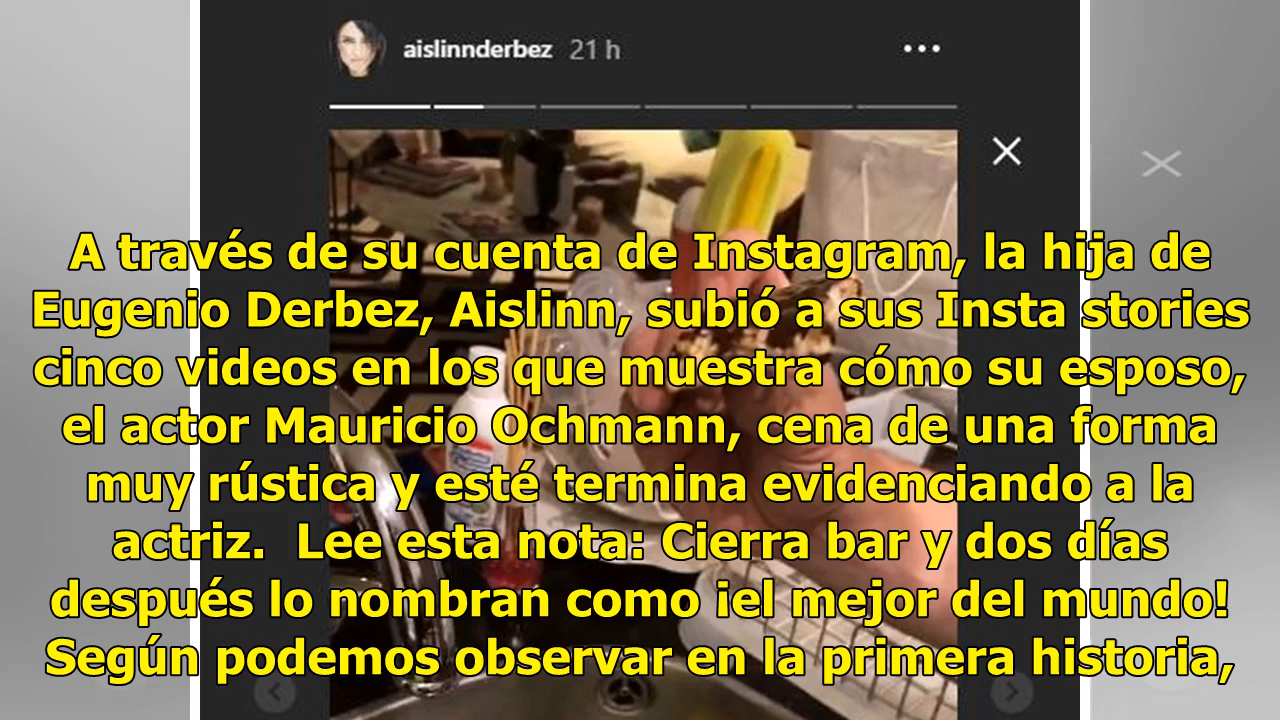 aislinnderbez 21 h
A través de su cuenta de Instagram, la hija de
Eugenio Derbez, Aislinn, subió a sus Insta stories
cinco videos en los que muestra cómo su esposo,
el actor Mauricio Ochmann, cena de una forma
muy rústica y esté termina evidenciando a la
actriz. Lee esta nota: Cierra bar y dos días
después lo nombran como ¡el mejor del mundo!
Según podemos observar en la primera historia,